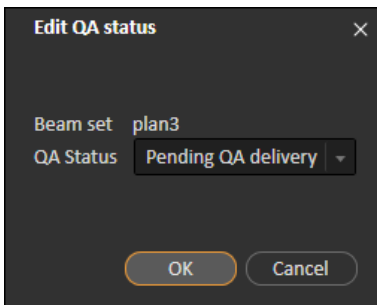 Edit QA status
Beam set plan3
QA Status Pending QA delivery
OK Cancel